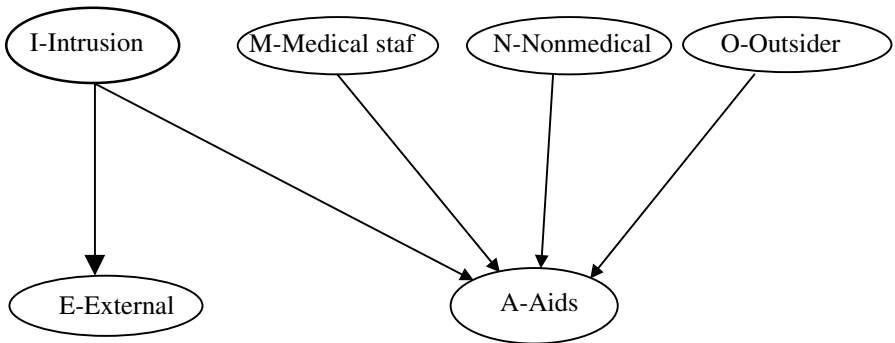 I-Intrusion
M-Medical staf
N-Nonmedical
O-Outsider
E-External
A-Aids